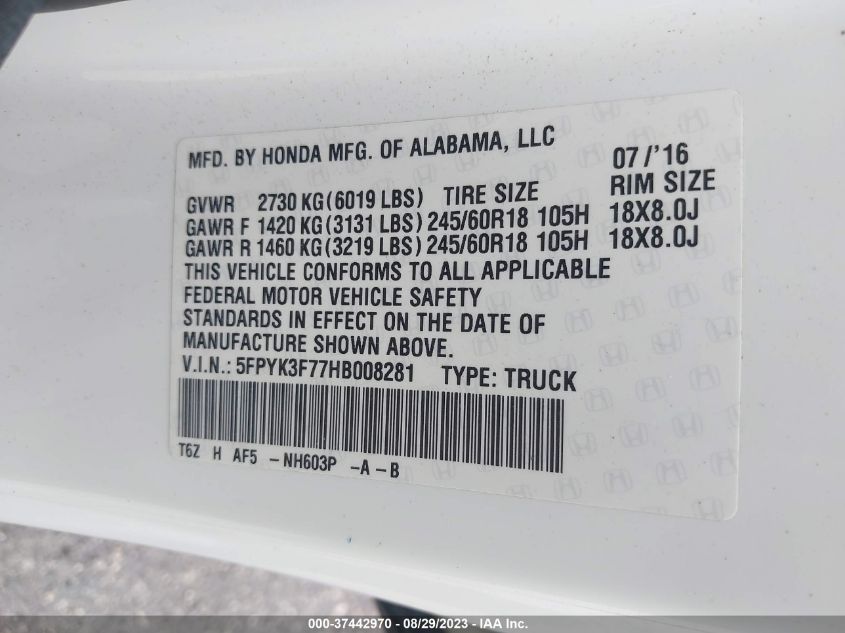 MFD. BY HONDA MFG. OF ALABAMA, LLC 07/'16
GVWR 2730 KG(6019 LBS) TIRE SIZE RIM SIZE
GAWR F 1420 KG(3131 LBS) 245/60R18 105H 18X8.0J
GAWR R 1460 KG(3219 LBS) 245/60R18 105H 18X8.0J
THIS VEHICLE CONFORMS TO ALL APPLICABLE
FEDERAL MOTOR VEHICLE SAFETY
STANDARDS IN EFFECT ON THE DATE OF
MANUFACTURE SHOWN ABOVE.
V.I.N.: 5FPYK3F77HB008281 TYPE: TRUCK
T6Z H AF5 -NH603P -A -B
000-37442970 - 08/29/2023 - IAA Inc.